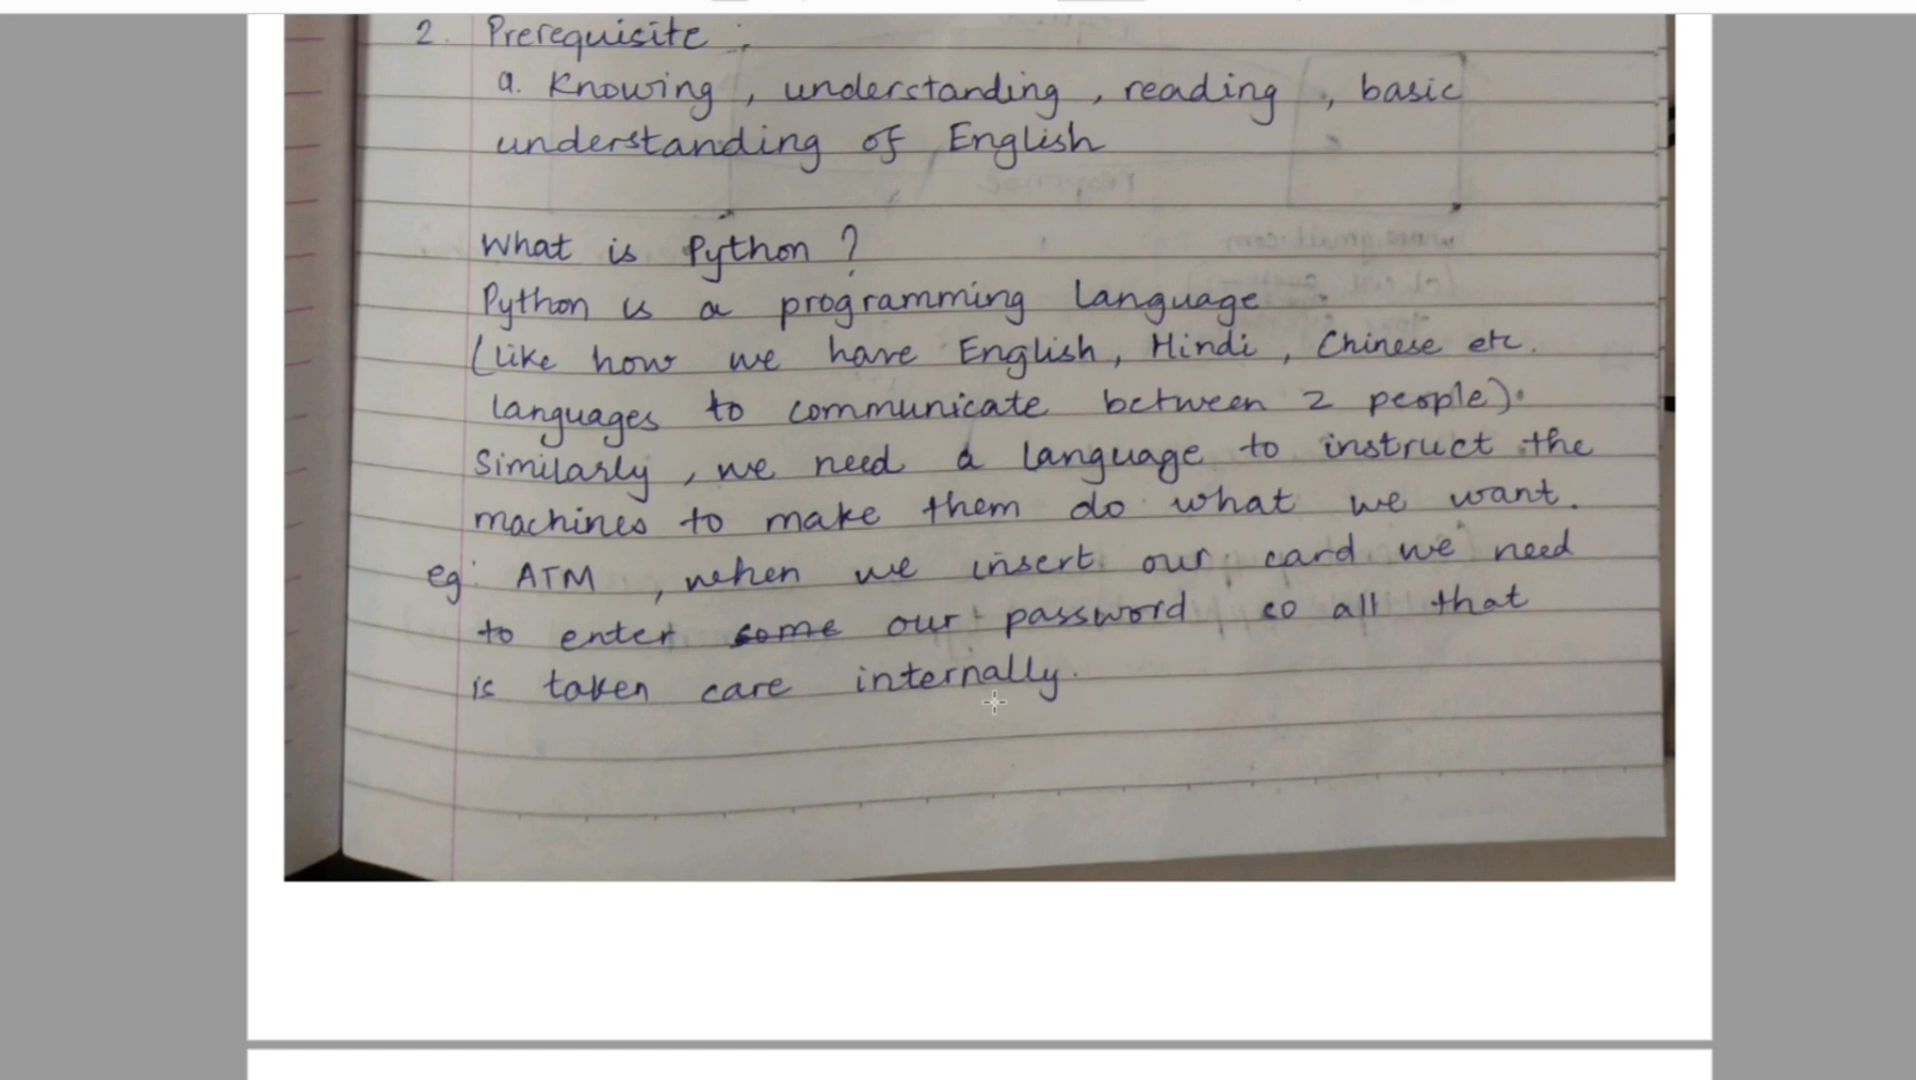 2. Prerequisite :
a. Knowing , understanding , reading , basic
understanding of English
What is Python ?
Python is a programming language
(like how we have English, Hindi , Chinese etc.
languages to communicate between 2 people).
Similarly , we need a language to instruct the
machines to make them do what we want.
eg: ATM , when we insert our card we need
to enter some our password so all that
is taken care internally.